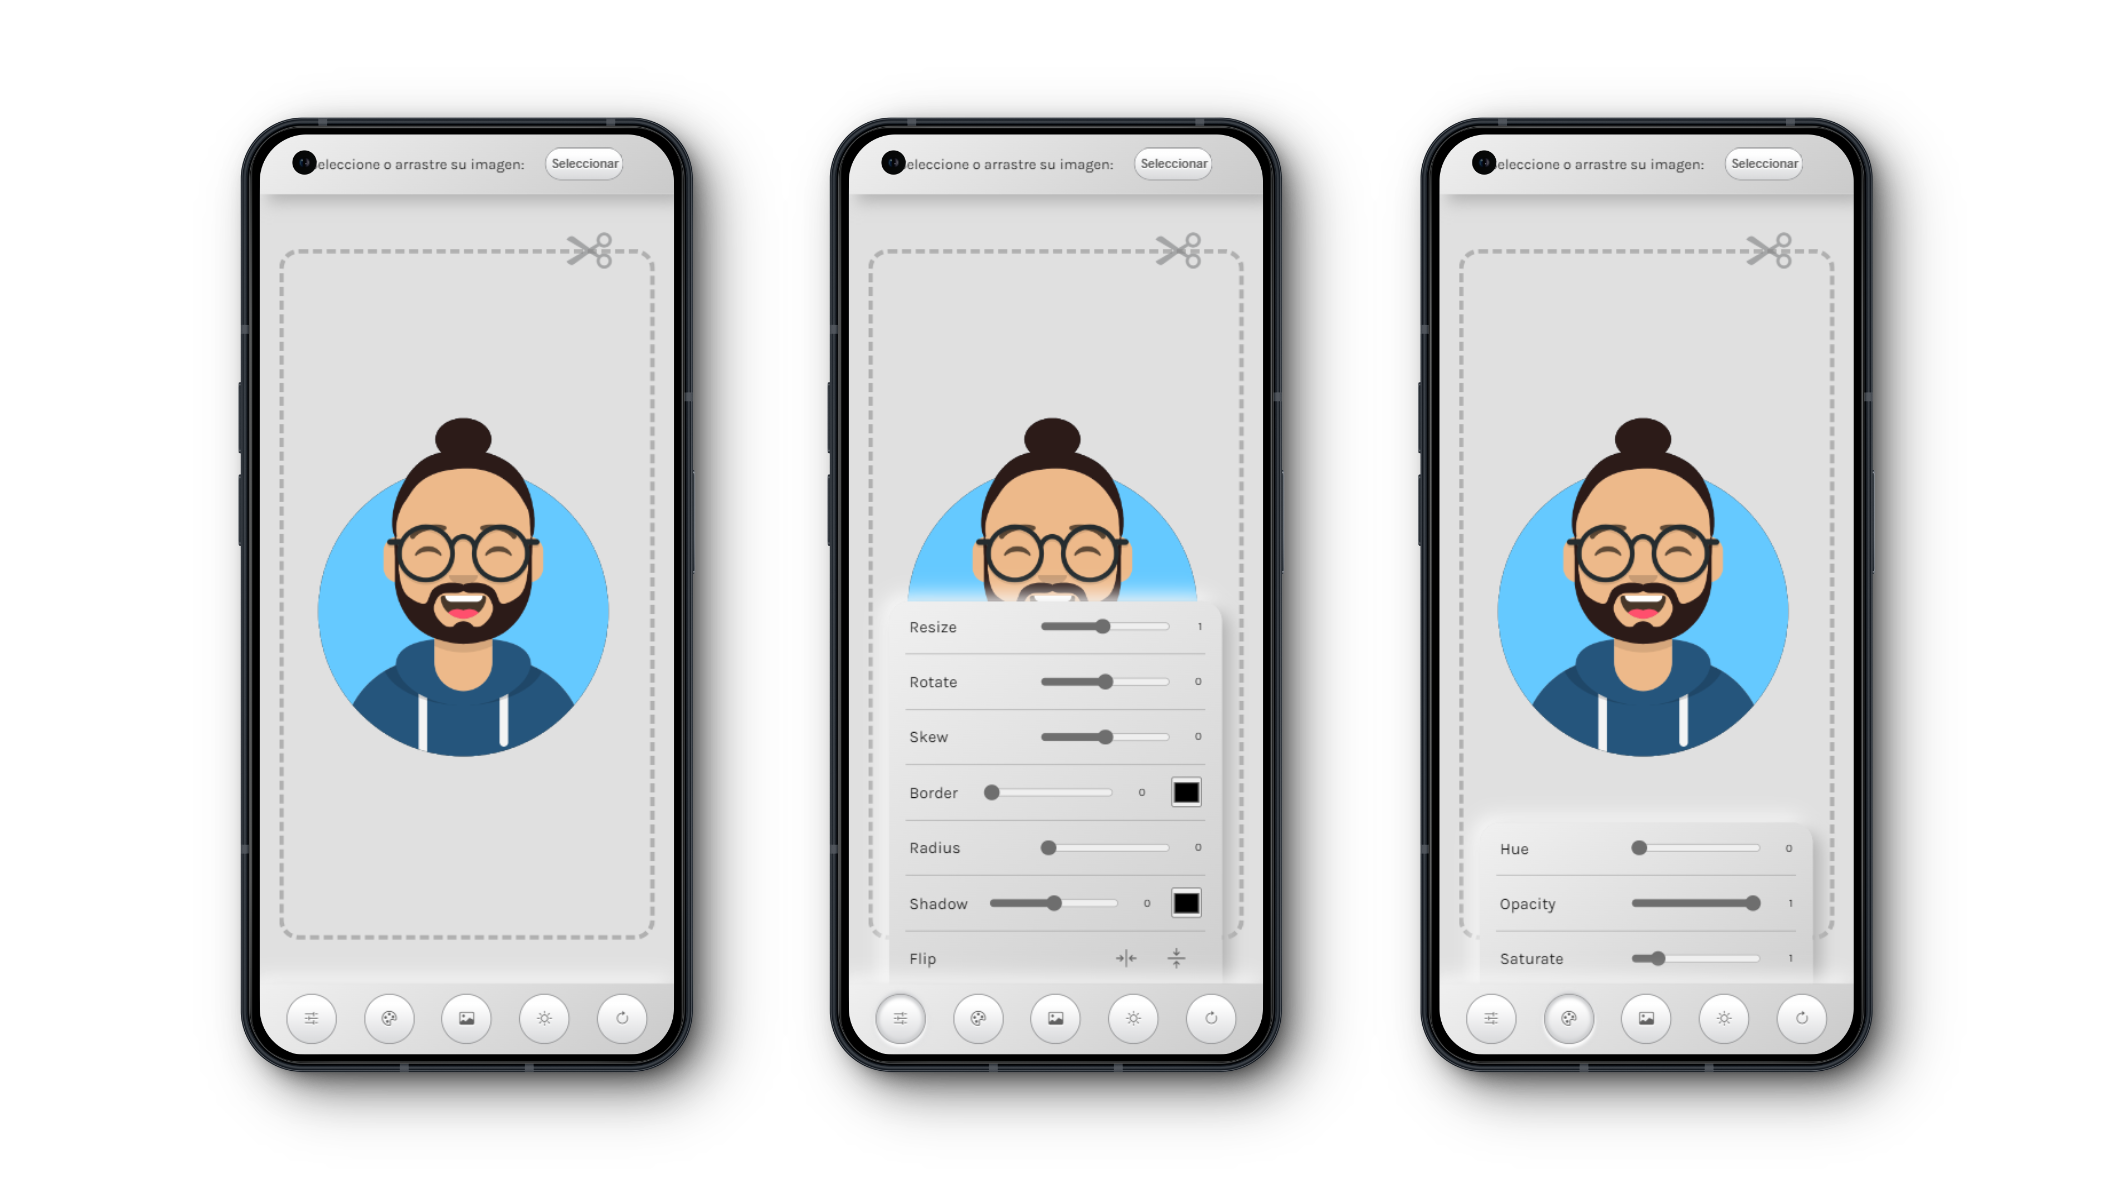 eleccione o arrastre su imagen: Seleccionar
eleccione o arrastre su imagen: Seleccionar
Resize 1
Rotate 0
Skew 0
Border 0
Radius 0
Shadow 0
Flip
eleccione o arrastre su imagen: Seleccionar
Hue 0
Opacity 1
Saturate 1